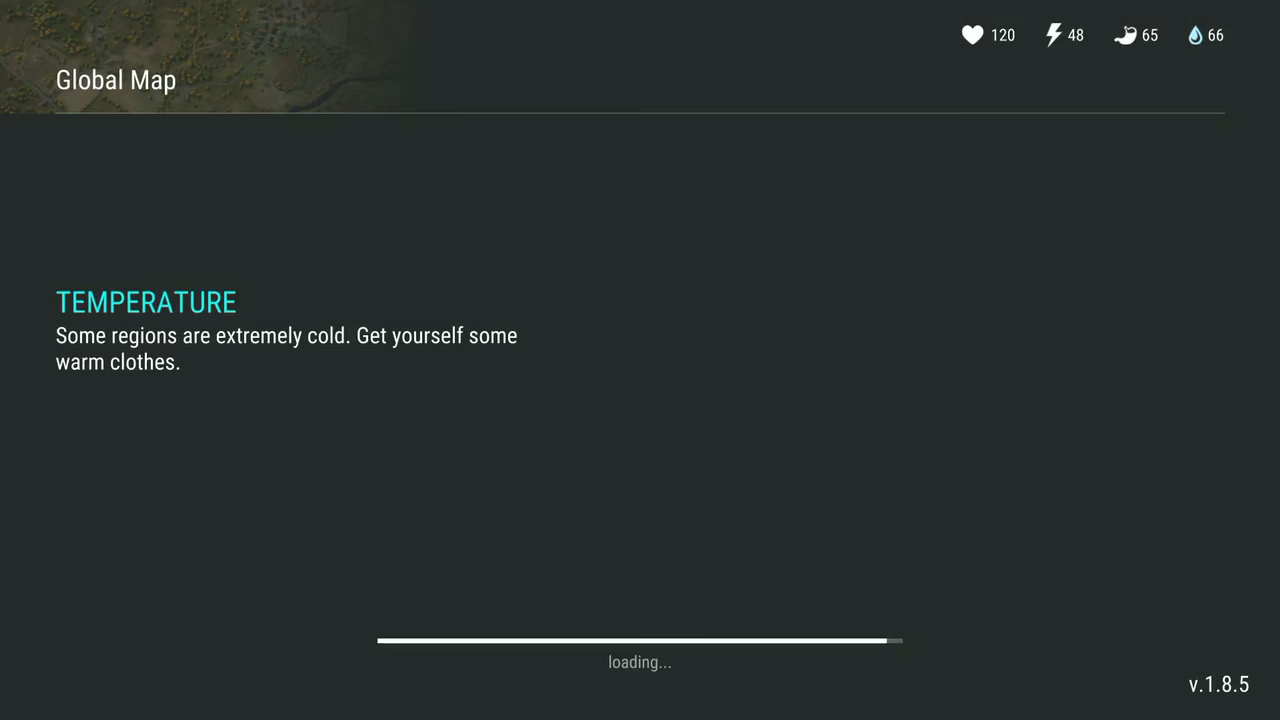 120
48
65
66
Global Map
TEMPERATURE
Some regions are extremely cold. Get yourself some
warm clothes.
loading...
v.1.8.5